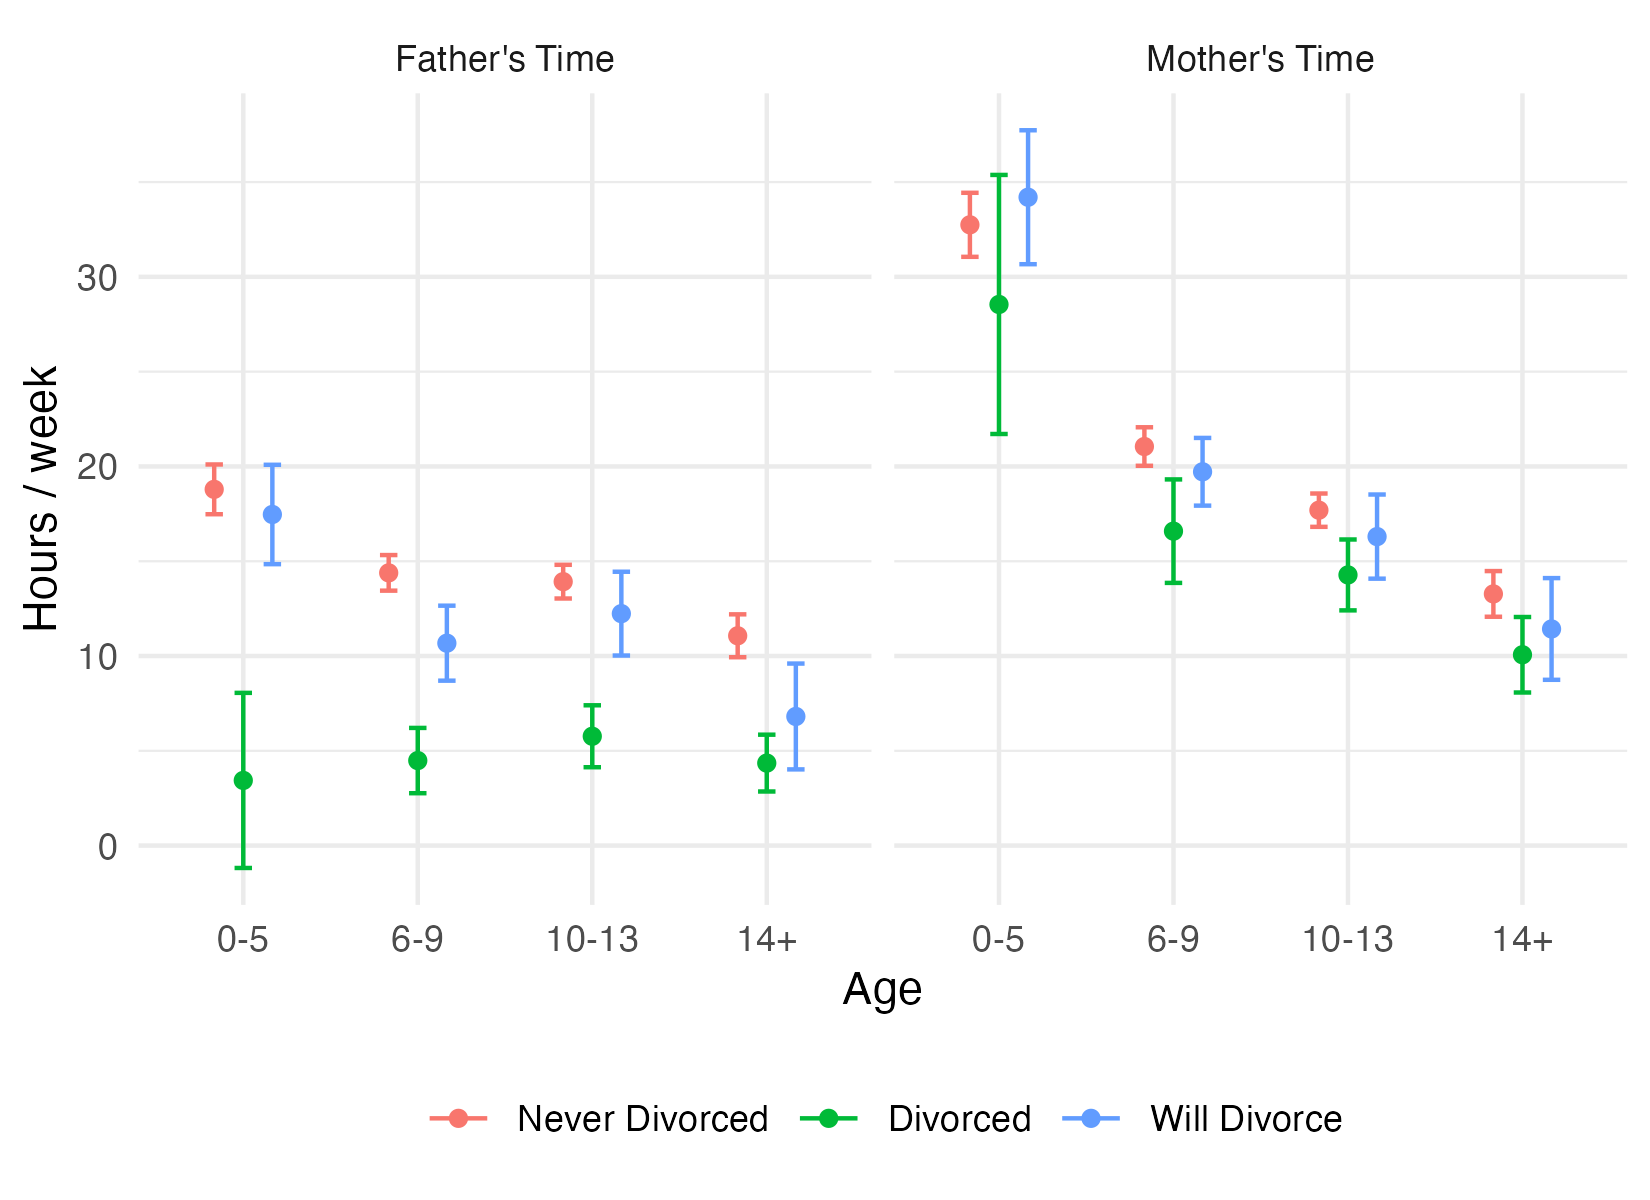 Father's Time
Mother's Time
Hours / week
30
20
10
0
0-5 6-9 10-13 14+
0-5 6-9 10-13 14+
Age
Never Divorced Divorced Will Divorce